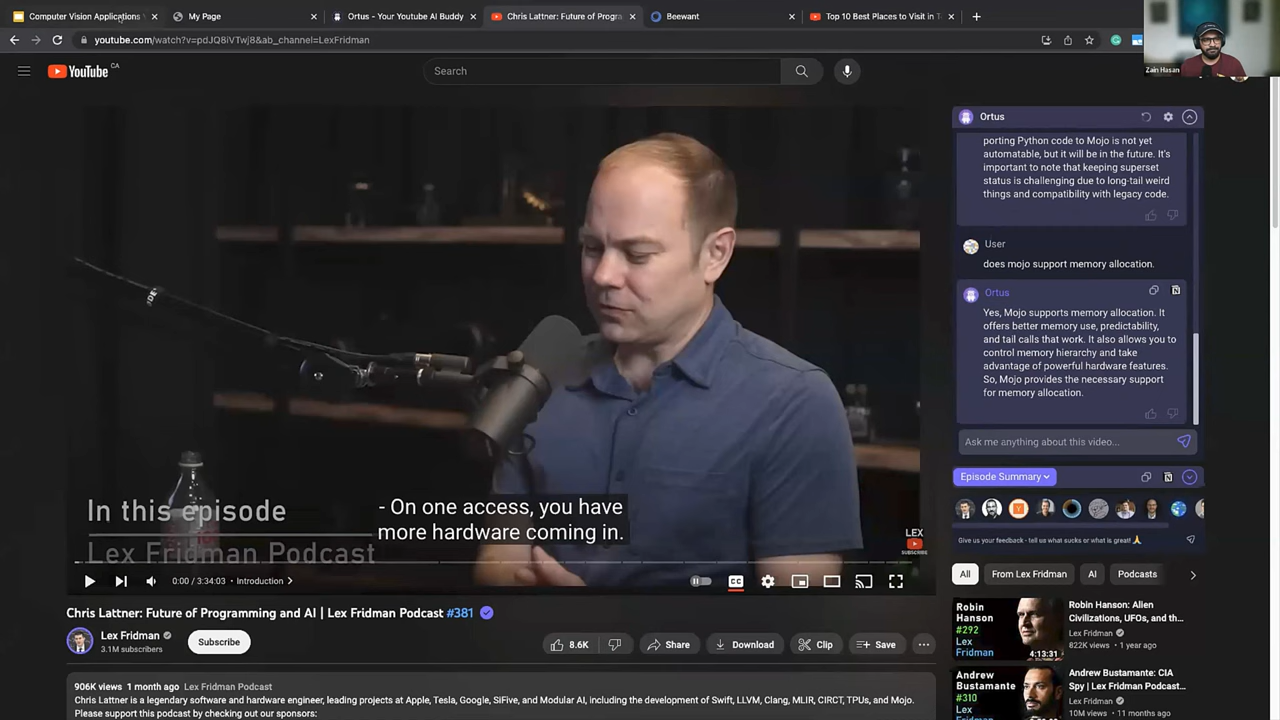 Computer Vision Applications
My Page
Ortus - Your Youtube AI Buddy
Chris Lattner: Future of Progra
Beewant
Top 10 Best Places to Visit in T
youtube.com/watch?v=pdJQ8iVTwj8&ab_channel=LexFridman
Zain Hasan
YouTube CA
Search
Ortus
porting Python code to Mojo is not yet
automatable, but it will be in the future. It's
important to note that keeping superset
status is challenging due to long-tail weird
things and compatibility with legacy code.
User
does mojo support memory allocation.
Ortus
Yes, Mojo supports memory allocation. It
offers better memory use, predictability,
and tail calls that work. It also allows you to
control memory hierarchy and take
advantage of powerful hardware features.
So, Mojo provides the necessary support
for memory allocation.
Ask me anything about this video...
Episode Summary
Give us your feedback - tell us what sucks or what is great!
In this episode
Lex Fridman Podcast
- On one access, you have
more hardware coming in.
LEX
SUBSCRIBE
0:00 / 3:34:03 • Introduction
CC
Chris Lattner: Future of Programming and AI | Lex Fridman Podcast #381
Lex Fridman
3.1M subscribers
Subscribe
8.6K
Share
Download
Clip
Save
906K views 1 month ago Lex Fridman Podcast
Chris Lattner is a legendary software and hardware engineer, leading projects at Apple, Tesla, Google, SiFive, and Modular AI, including the development of Swift, LLVM, Clang, MLIR, CIRCT, TPUs, and Mojo.
Please support this podcast by checking out our sponsors:
All
From Lex Fridman
AI
Podcasts
Robin
Hanson
#292
Lex
Fridman
4:13:31
Robin Hanson: Alien
Civilizations, UFOs, and th...
Lex Fridman
822K views • 1 year ago
Andrew
Bustamante
#310
Lex
Andrew Bustamante: CIA
Spy | Lex Fridman Podcast...
Lex Fridman
10M views • 11 months ago